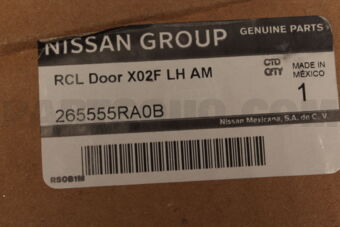 NISSAN GROUP
GENUINE PARTS
RCL Door X02F LH AM
CTD
QTY
MADE IN
MÉXICO
265555RA0B
1
Nissan Mexicana, S.A. de C. V.
RSOB1M